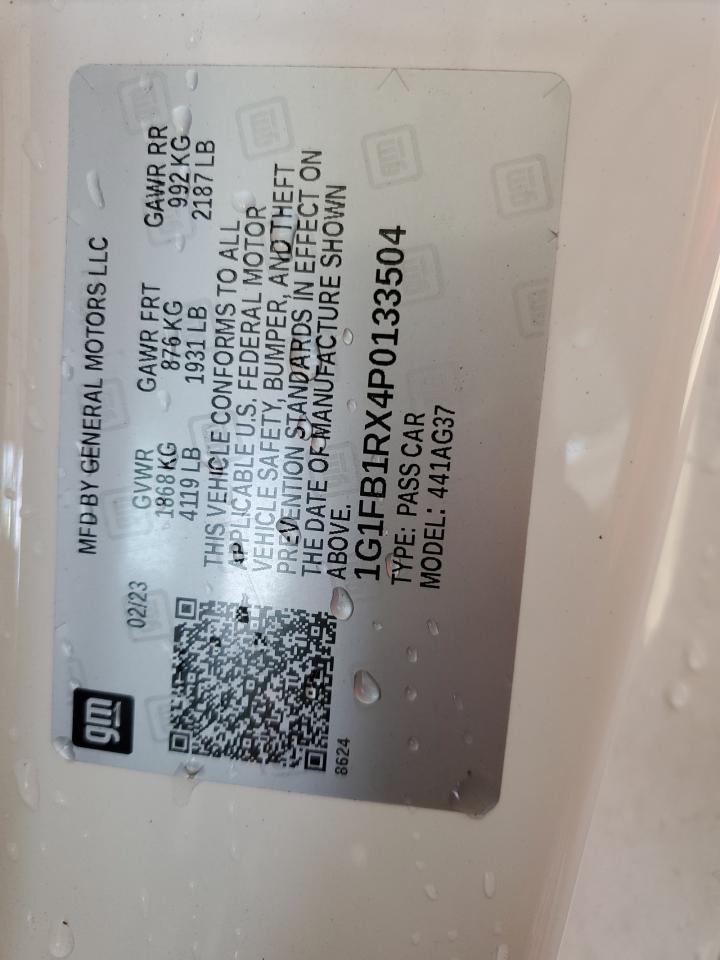 gm
02/23
MFD BY GENERAL MOTORS LLC
GVWR GAWR FRT GAWR RR
1868 KG 876 KG 992 KG
4119 LB 1931 LB 2187 LB
THIS VEHICLE CONFORMS TO ALL
APPLICABLE U.S. FEDERAL MOTOR
VEHICLE SAFETY, BUMPER, AND THEFT
PREVENTION STANDARDS IN EFFECT ON
THE DATE OF MANUFACTURE SHOWN
ABOVE.
1G1FB1RX4P0133504
TYPE: PASS CAR
MODEL: 441AG37
8624